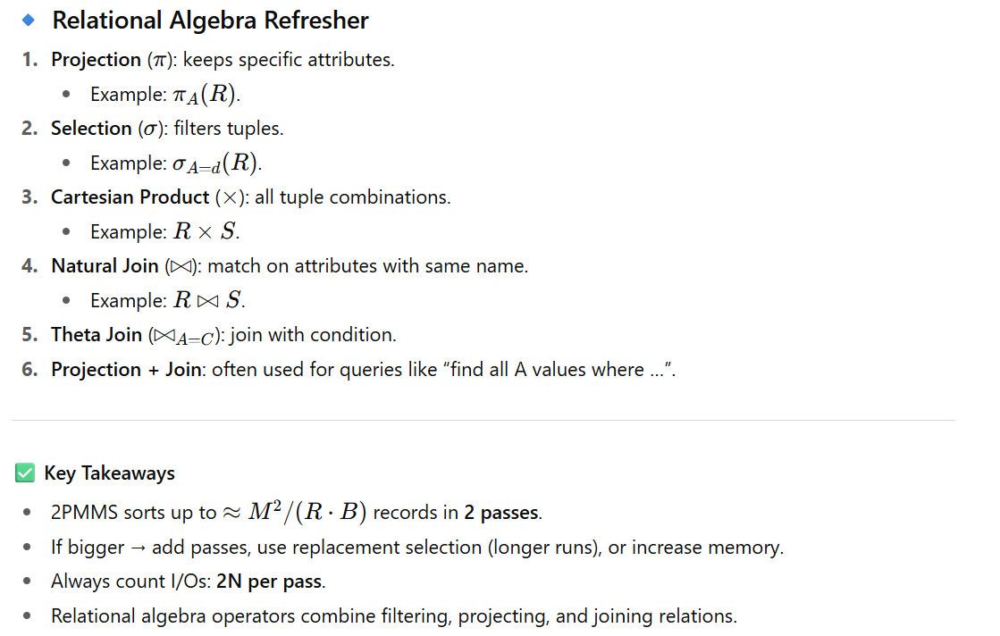 Relational Algebra Refresher
1. Projection (π): keeps specific attributes.
• Example: π_A(R).
2. Selection (σ): filters tuples.
• Example: σ_{A=d}(R).
3. Cartesian Product (×): all tuple combinations.
• Example: R × S.
4. Natural Join (⋈): match on attributes with same name.
• Example: R ⋈ S.
5. Theta Join (⋈_{A=C}): join with condition.
6. Projection + Join: often used for queries like “find all A values where …”.
✅ Key Takeaways
• 2PMMS sorts up to ≈ M²/(R · B) records in 2 passes.
• If bigger → add passes, use replacement selection (longer runs), or increase memory.
• Always count I/Os: 2N per pass.
• Relational algebra operators combine filtering, projecting, and joining relations.